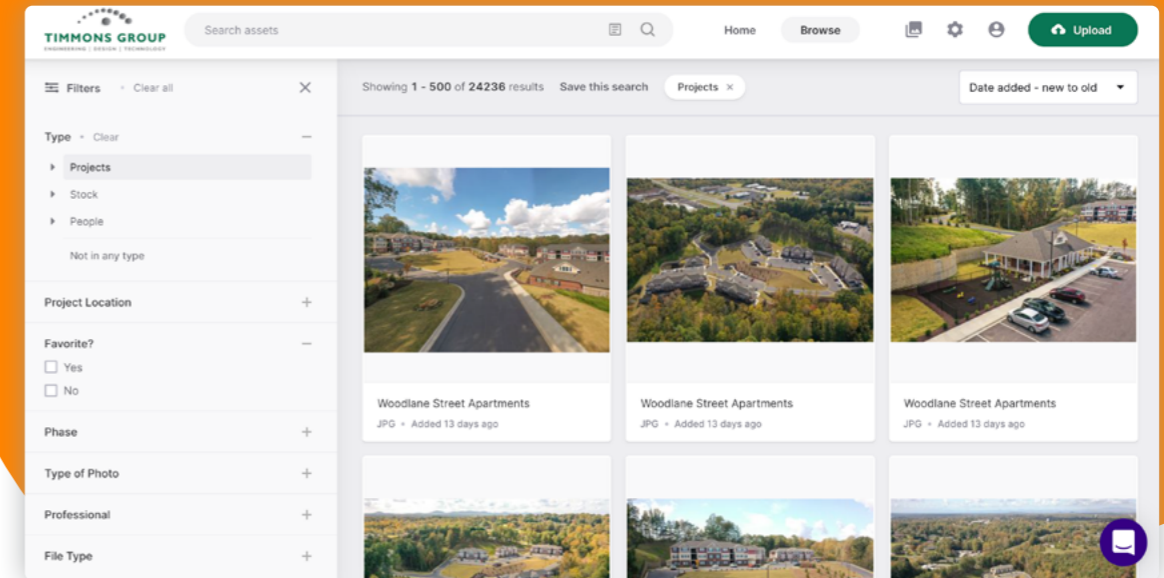 TIMMONS GROUP
ENGINEERING | DESIGN | TECHNOLOGY
Search assets
Home
Browse
Upload
Filters • Clear all
Showing 1 - 500 of 24236 results
Save this search
Projects ×
Date added - new to old
Type • Clear
Projects
Stock
People
Not in any type
Project Location
Favorite?
Yes
No
Phase
Type of Photo
Professional
File Type
Woodlane Street Apartments
JPG • Added 13 days ago
Woodlane Street Apartments
JPG • Added 13 days ago
Woodlane Street Apartments
JPG • Added 13 days ago